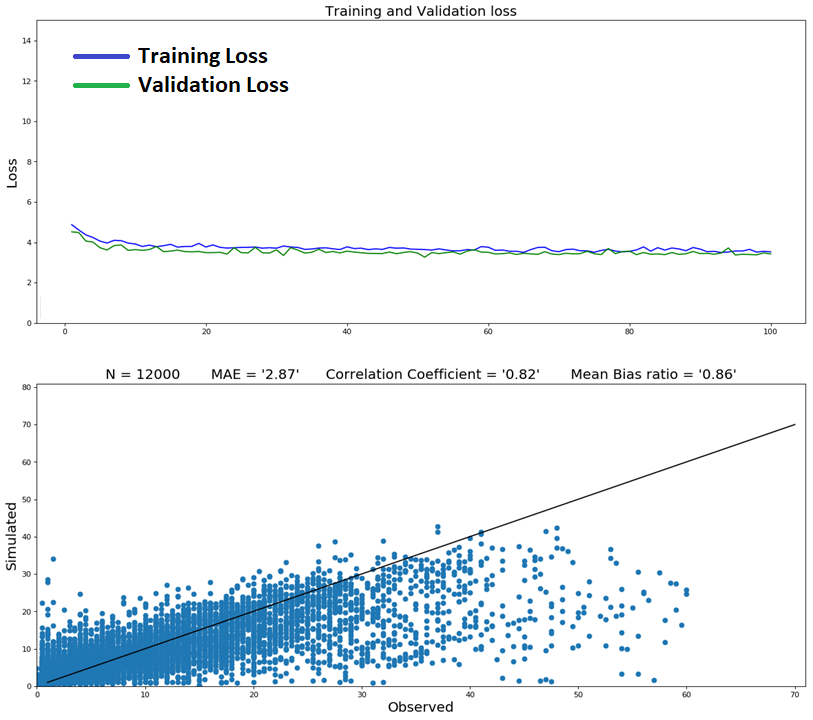 Training and Validation loss
14
12
10
8
6
4
2
0
Loss
Training Loss
Validation Loss
0 20 40 60 80 100
N = 12000 MAE = '2.87' Correlation Coefficient = '0.82' Mean Bias ratio = '0.86'
80
70
60
50
40
30
20
10
0
Simulated
0 10 20 30 40 50 60 70
Observed